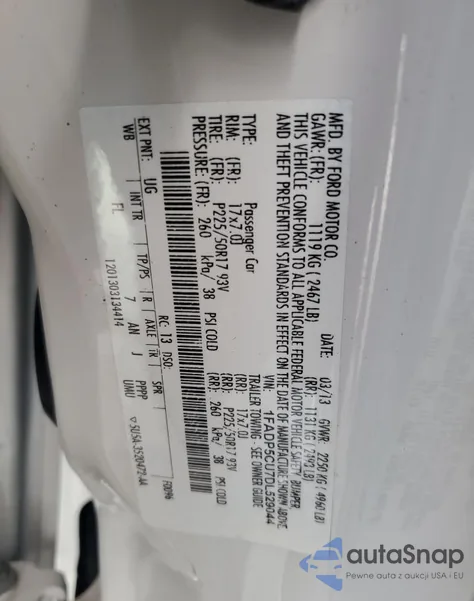 MFD. BY FORD MOTOR CO.
DATE: 03/13 GVWR: 2250 KG (4960 LB)
GAWR: (FR): 1119 KG (2467 LB) (RR): 1131 KG (2493 LB)
THIS VEHICLE CONFORMS TO ALL APPLICABLE FEDERAL MOTOR VEHICLE SAFETY, BUMPER
AND THEFT PREVENTION STANDARDS IN EFFECT ON THE DATE OF MANUFACTURE SHOWN ABOVE.
VIN: 1FADP5CU7DL529044
TYPE: Passenger Car TRAILER TOWING - SEE OWNER GUIDE
RIM: (FR): 17x7.0J (RR): 17x7.0J
TIRE: (FR): P225/50R17 93V (RR): P225/50R17 93V
PRESSURE: (FR): 260 kPa/ 38 PSI COLD (RR): 260 kPa/ 38 PSI COLD
F0096
RC: 13 DSO:
EXT PNT: UG INT TR TP/PS R AXLE TR SPR PPPP
WB FL 7 AN J UMU
1201303134414
autoSnap
Pewne auta z aukcji USA i EU